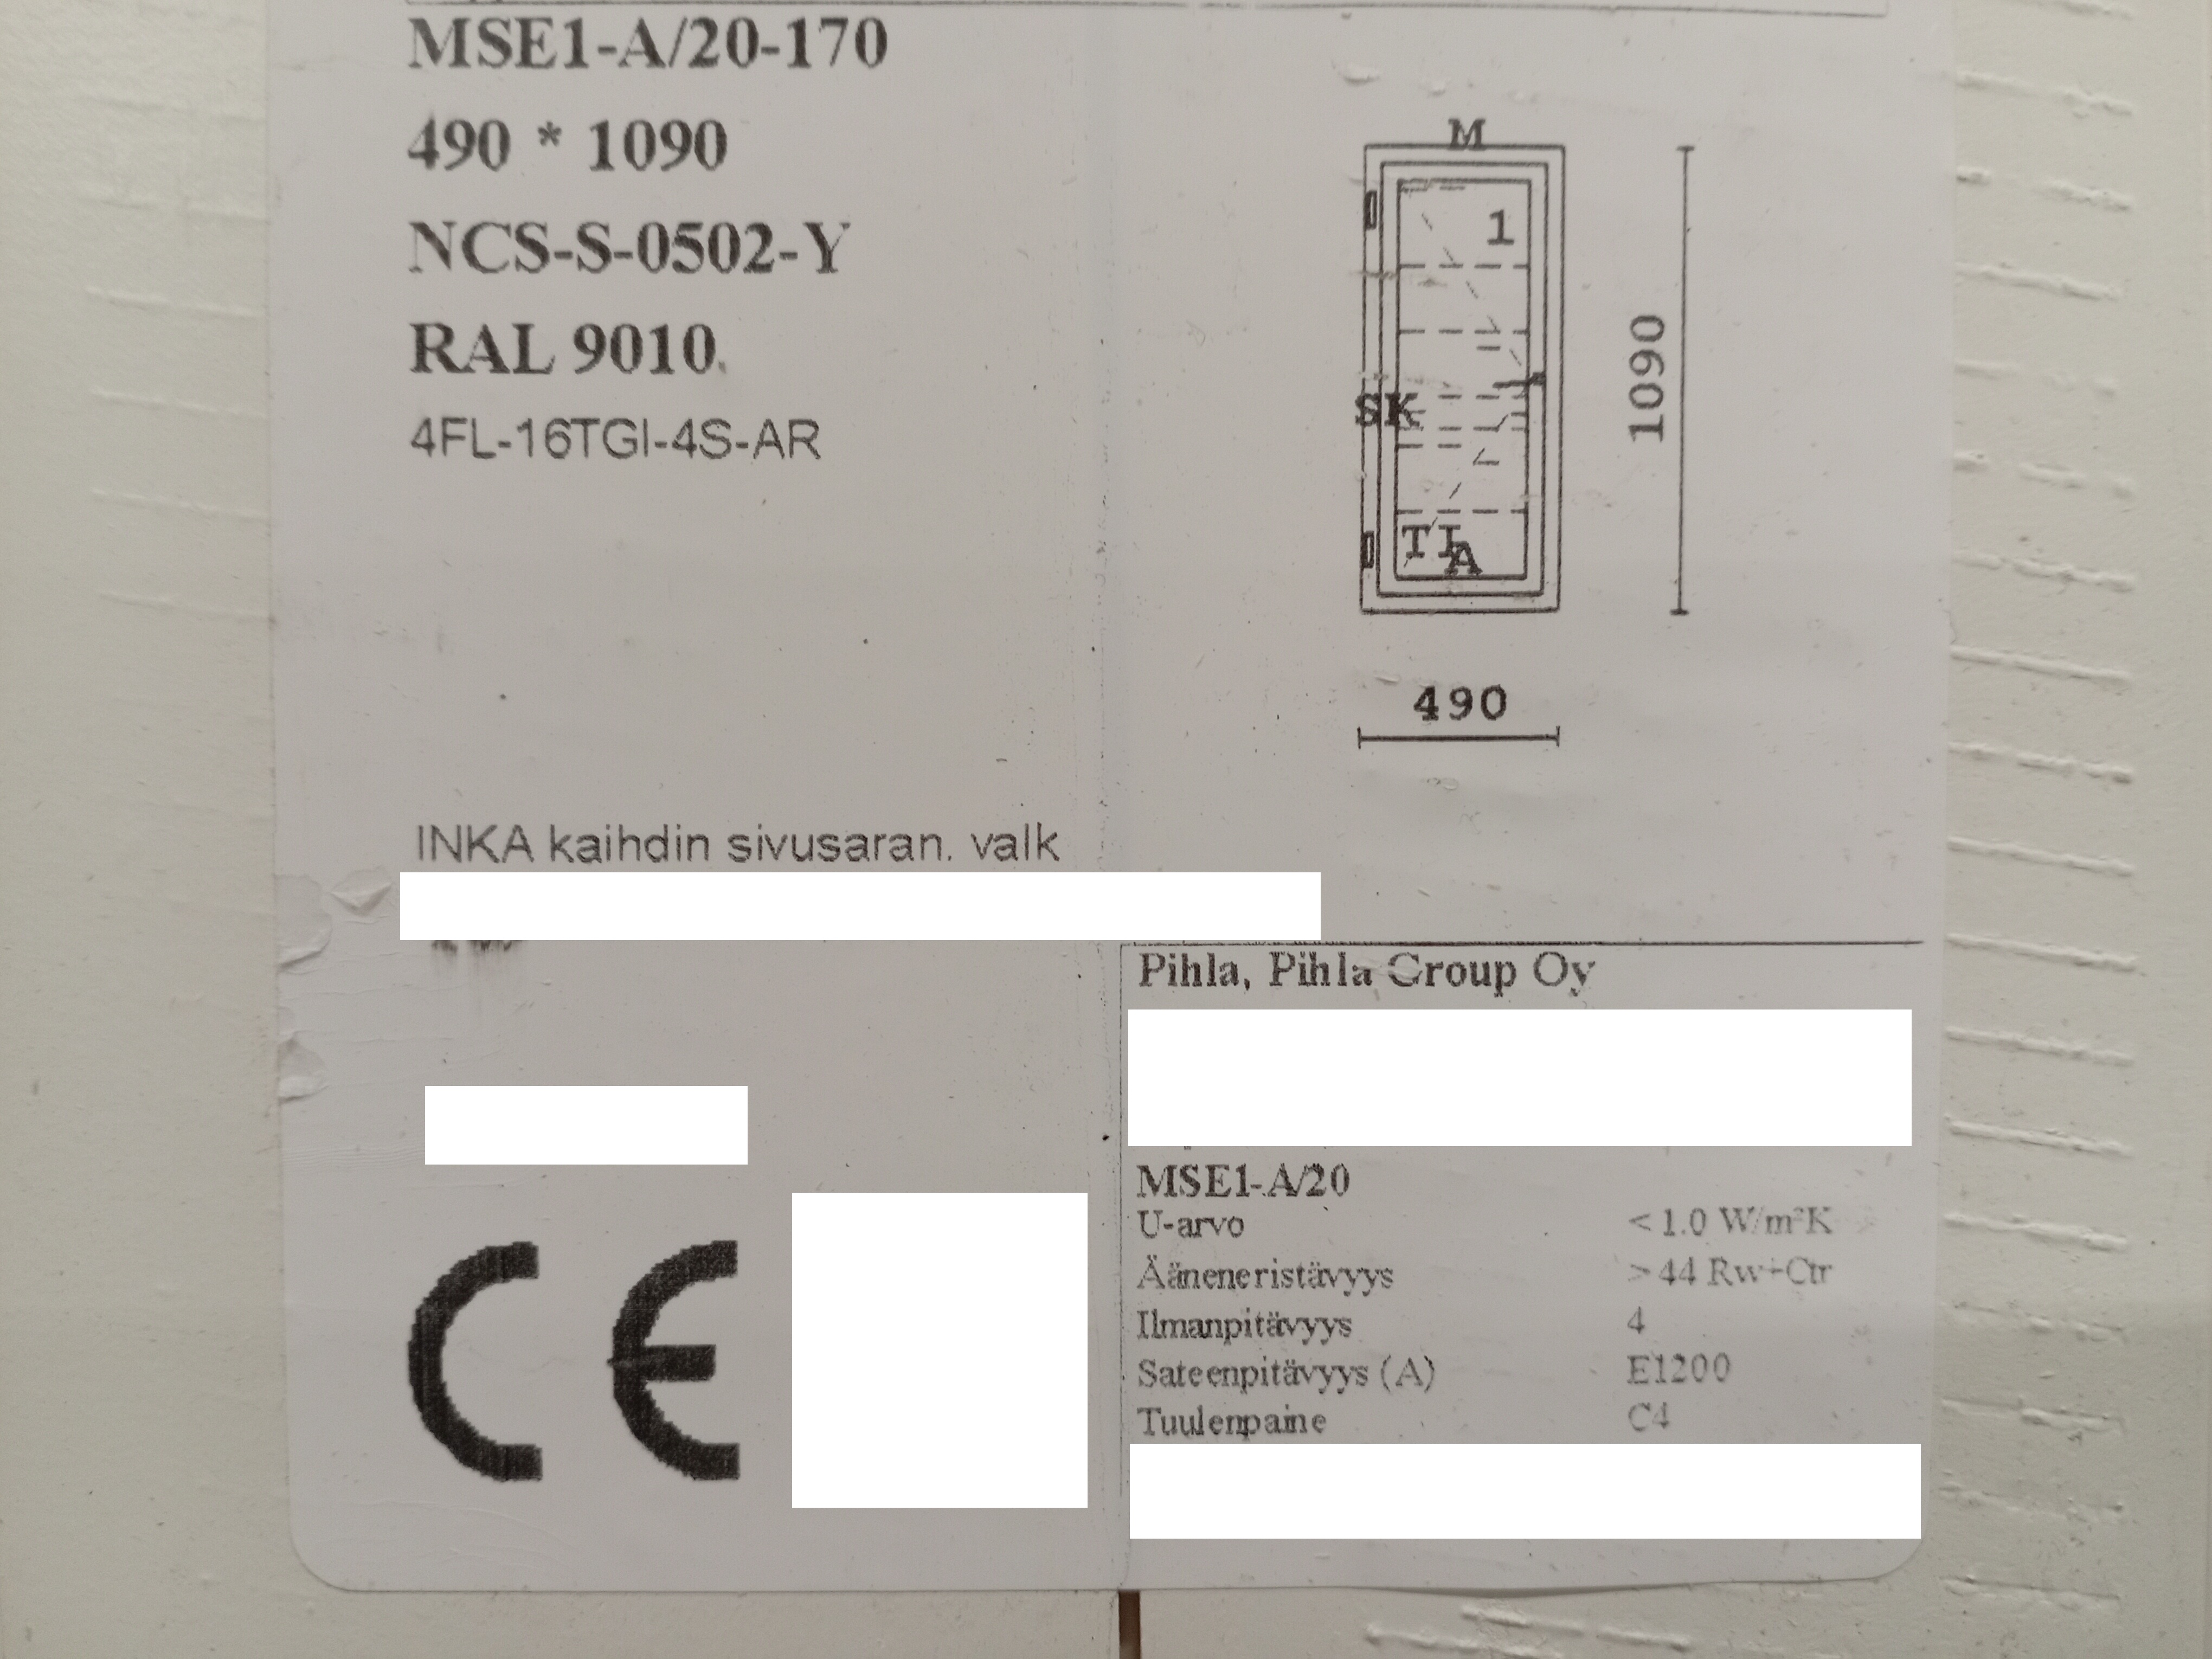 MSE1-A/20-170
490 * 1090
NCS-S-0502-Y
RAL 9010
4FL-16TGI-4S-AR
M
1
SK
TI
A
1090
490
INKA kaihdin sivusaran. valk
Pihla, Pihla Group Oy
MSE1-A/20
U-arvo < 1.0 W/m²K
Ääneneristävyys > 44 Rw+Ctr
Ilmanpitävyys 4
Sateenpitävyys (A) E1200
Tuulenpaine C4
CE